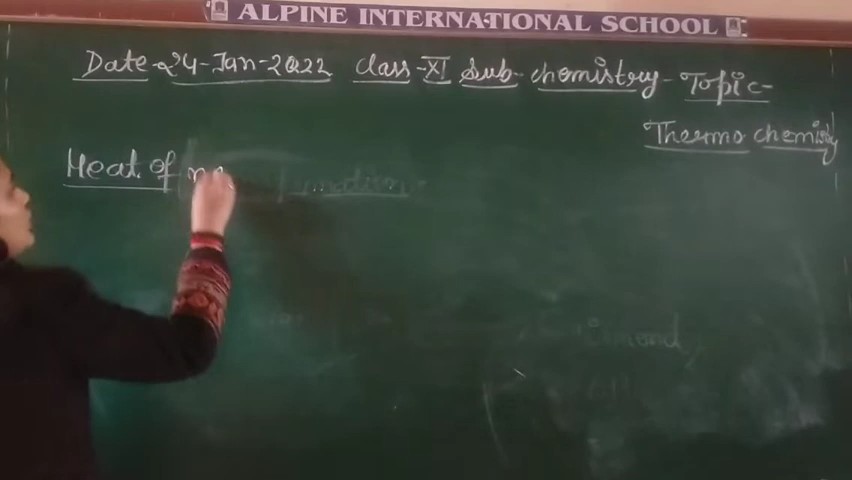 ALPINE INTERNATIONAL SCHOOL
Date-24-Jan-2022 Class-XI Sub-chemistry-Topic-
Thermo chemistry
Heat of